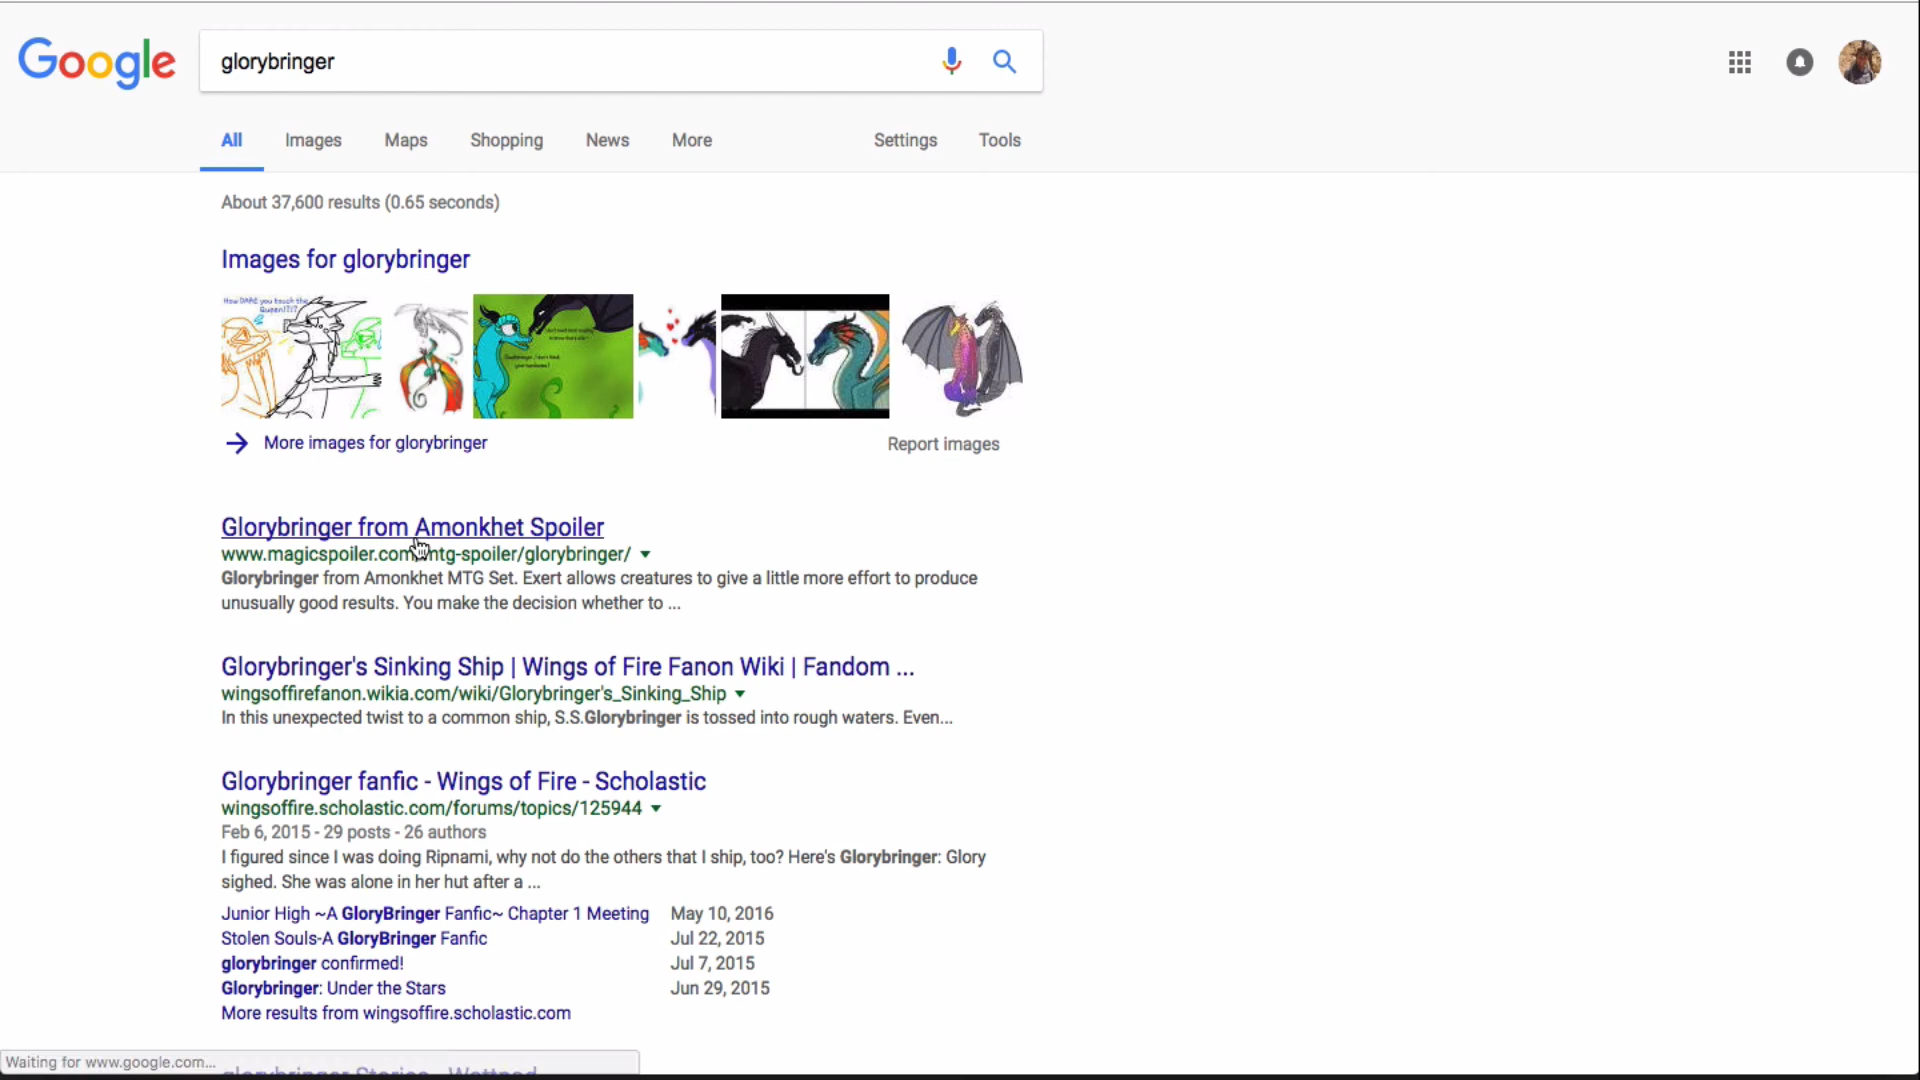 Google
glorybringer
All Images Maps Shopping News More Settings Tools
About 37,600 results (0.65 seconds)
Images for glorybringer
How DARE you touch the
Queen!?!?
More images for glorybringer
Report images
Glorybringer from Amonkhet Spoiler
www.magicspoiler.com/mtg-spoiler/glorybringer/
Glorybringer from Amonkhet MTG Set. Exert allows creatures to give a little more effort to produce
unusually good results. You make the decision whether to ...
Glorybringer's Sinking Ship | Wings of Fire Fanon Wiki | Fandom ...
wingsoffirefanon.wikia.com/wiki/Glorybringer's_Sinking_Ship
In this unexpected twist to a common ship, S.S.Glorybringer is tossed into rough waters. Even...
Glorybringer fanfic - Wings of Fire - Scholastic
wingsoffire.scholastic.com/forums/topics/125944
Feb 6, 2015 - 29 posts - 26 authors
I figured since I was doing Ripnami, why not do the others that I ship, too? Here's Glorybringer: Glory
sighed. She was alone in her hut after a ...
Junior High ~A GloryBringer Fanfic~ Chapter 1 Meeting May 10, 2016
Stolen Souls-A GloryBringer Fanfic Jul 22, 2015
glorybringer confirmed! Jul 7, 2015
Glorybringer: Under the Stars Jun 29, 2015
More results from wingsoffire.scholastic.com
Waiting for www.google.com...
glorybringer Stories - Wattpad